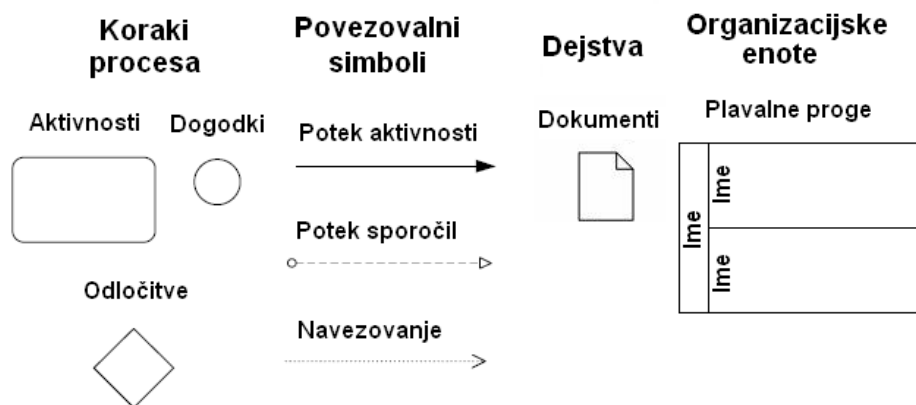 Koraki
procesa
Povezovalni
simboli
Dejstva
Organizacijske
enote
Aktivnosti
Dogodki
Odločitve
Potek aktivnosti
Potek sporočil
Navezovanje
Dokumenti
Plavalne proge
Ime
Ime
Ime